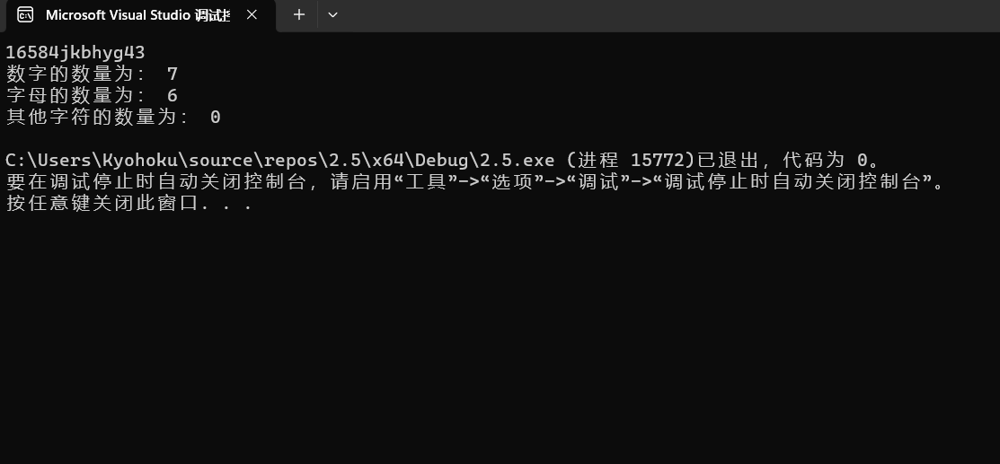 Microsoft Visual Studio 调试控
16584jkbhyg43
数字的数量为： 7
字母的数量为： 6
其他字符的数量为： 0
C:\Users\Kyohoku\source\repos\2.5\x64\Debug\2.5.exe (进程 15772)已退出，代码为 0。
要在调试停止时自动关闭控制台，请启用“工具”->“选项”->“调试”->“调试停止时自动关闭控制台”。
按任意键关闭此窗口. . .